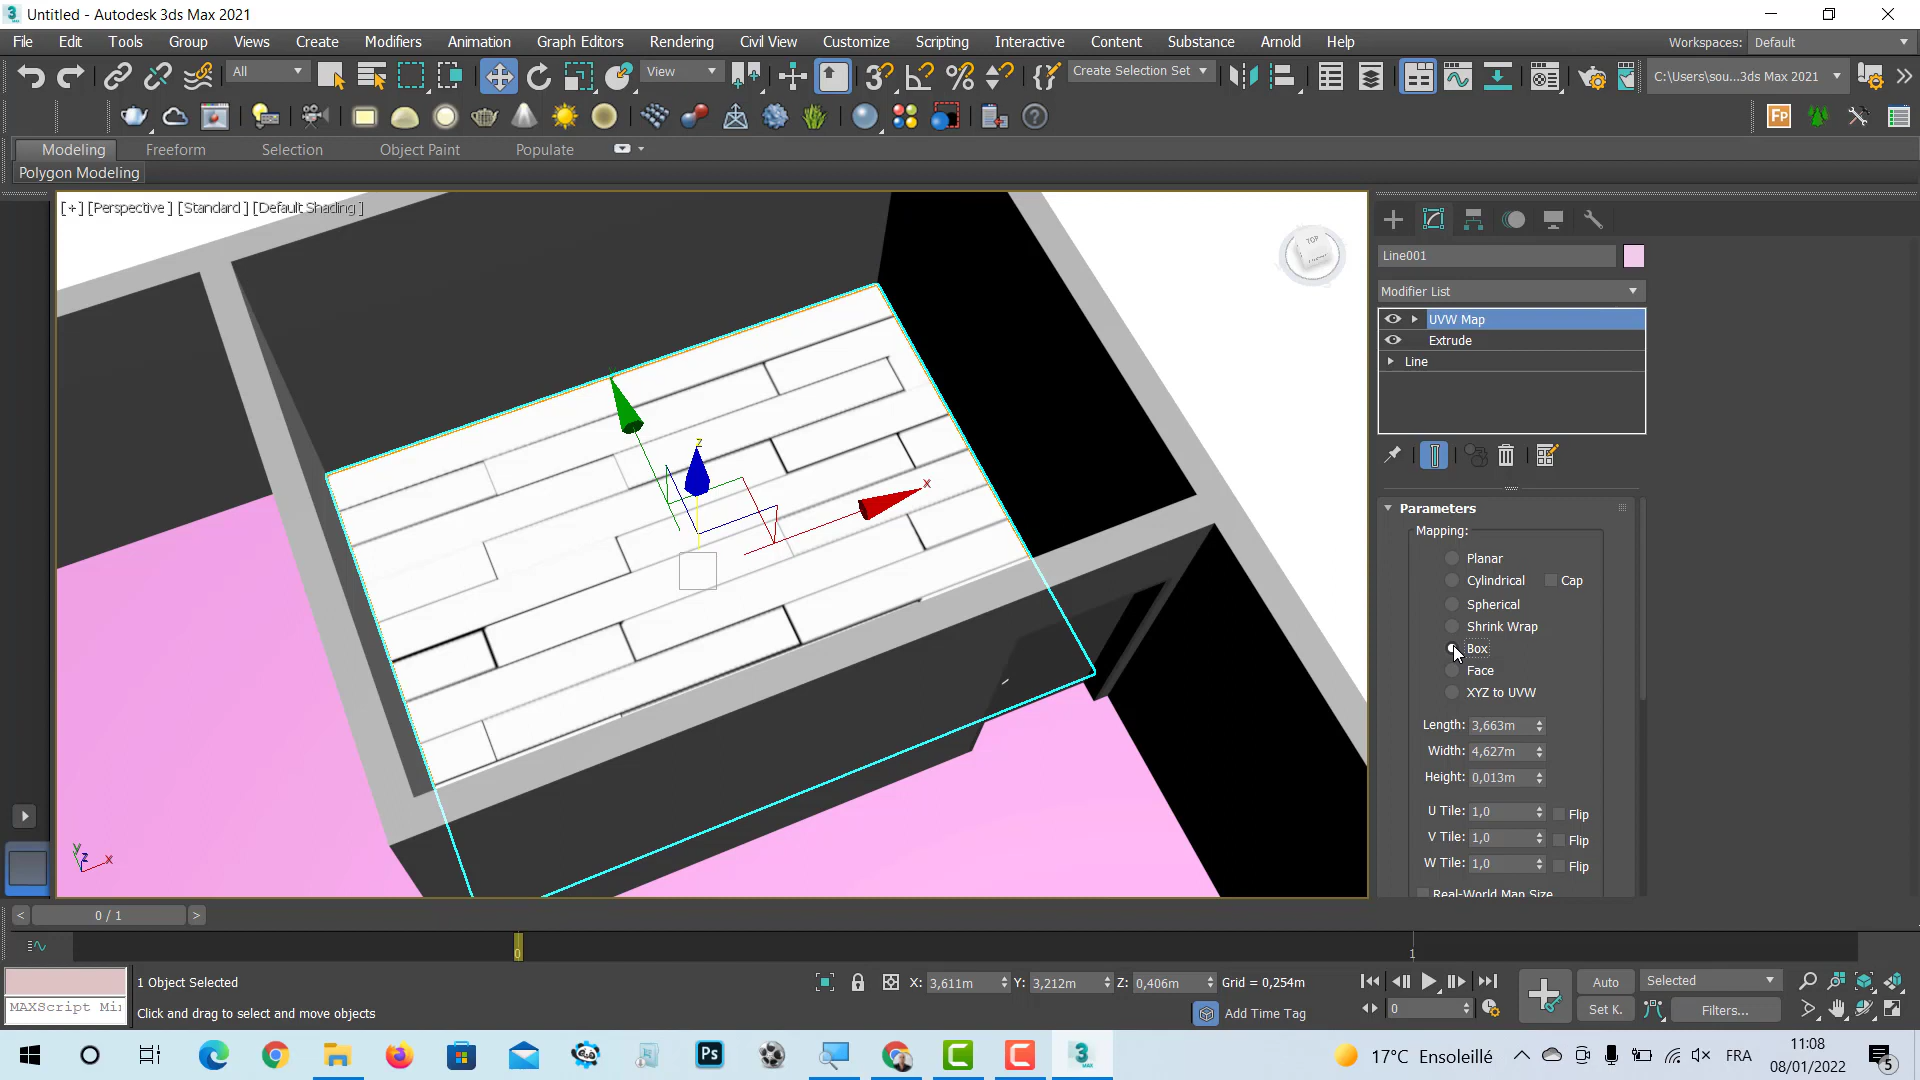 Untitled - Autodesk 3ds Max 2021
File Edit Tools Group Views Create Modifiers Animation Graph Editors Rendering Civil View Customize Scripting Interactive Content Substance Arnold Help
Workspaces: Default
All
View
Create Selection Set
C:\Users\sou...3ds Max 2021
Modeling Freeform Selection Object Paint Populate
Polygon Modeling
[+] [Perspective ] [Standard ] [Default Shading ]
TOP
Line001
Modifier List
UVW Map
Extrude
Line
Parameters
Mapping:
Planar
Cylindrical Cap
Spherical
Shrink Wrap
Box
Face
XYZ to UVW
Length: 3,663m
Width: 4,627m
Height: 0,013m
U Tile: 1,0 Flip
V Tile: 1,0 Flip
W Tile: 1,0 Flip
Real-World Map Size
z
x
y
z
x
< 0 / 1 >
0
1
1 Object Selected
X: 3,611m Y: 3,212m Z: 0,406m Grid = 0,254m
Auto Selected
MAXScript Mi
Click and drag to select and move objects
Add Time Tag
0
Set K. Filters...
Fp
Ps
17°C Ensoleillé
FRA
11:08
08/01/2022
5